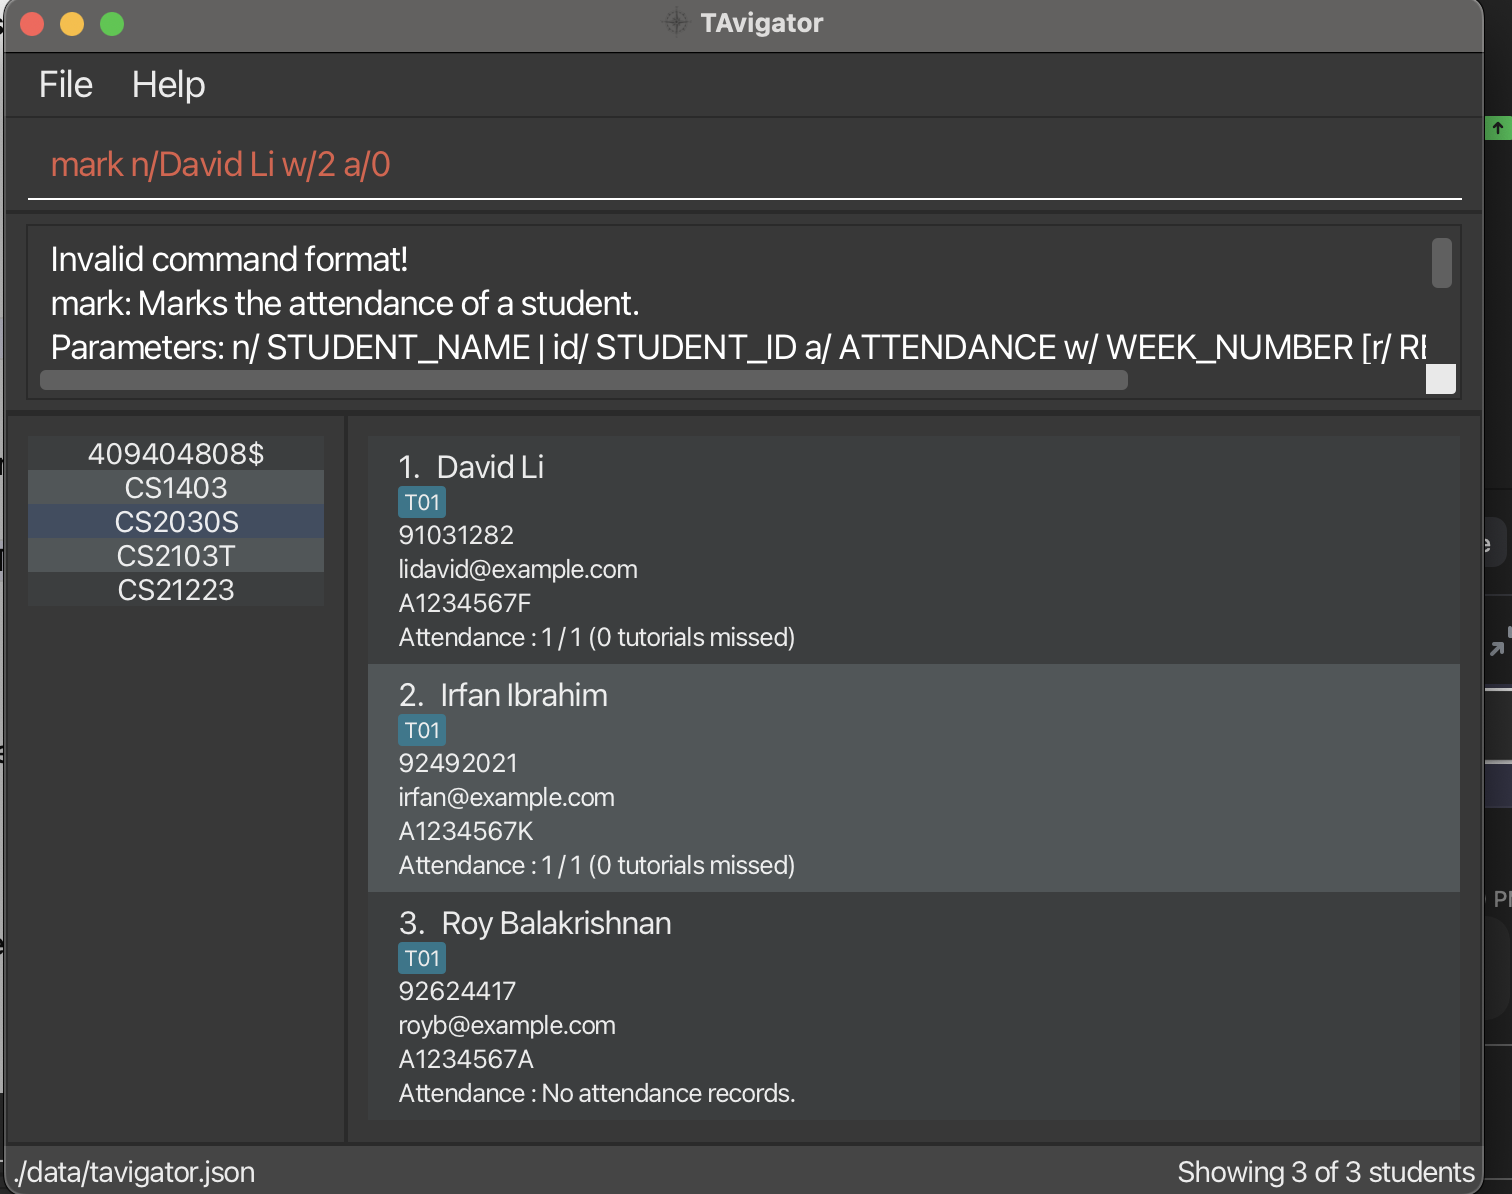 TAvigator
File Help
mark n/David Li w/2 a/0
Invalid command format!
mark: Marks the attendance of a student.
Parameters: n/ STUDENT_NAME | id/ STUDENT_ID a/ ATTENDANCE w/ WEEK_NUMBER [r/
409404808$
CS1403
CS2030S
CS2103T
CS21223
1. David Li
T01
91031282
lidavid@example.com
A1234567F
Attendance : 1 / 1 (0 tutorials missed)
2. Irfan Ibrahim
T01
92492021
irfan@example.com
A1234567K
Attendance : 1 / 1 (0 tutorials missed)
3. Roy Balakrishnan
T01
92624417
royb@example.com
A1234567A
Attendance : No attendance records.
./data/tavigator.json
Showing 3 of 3 students